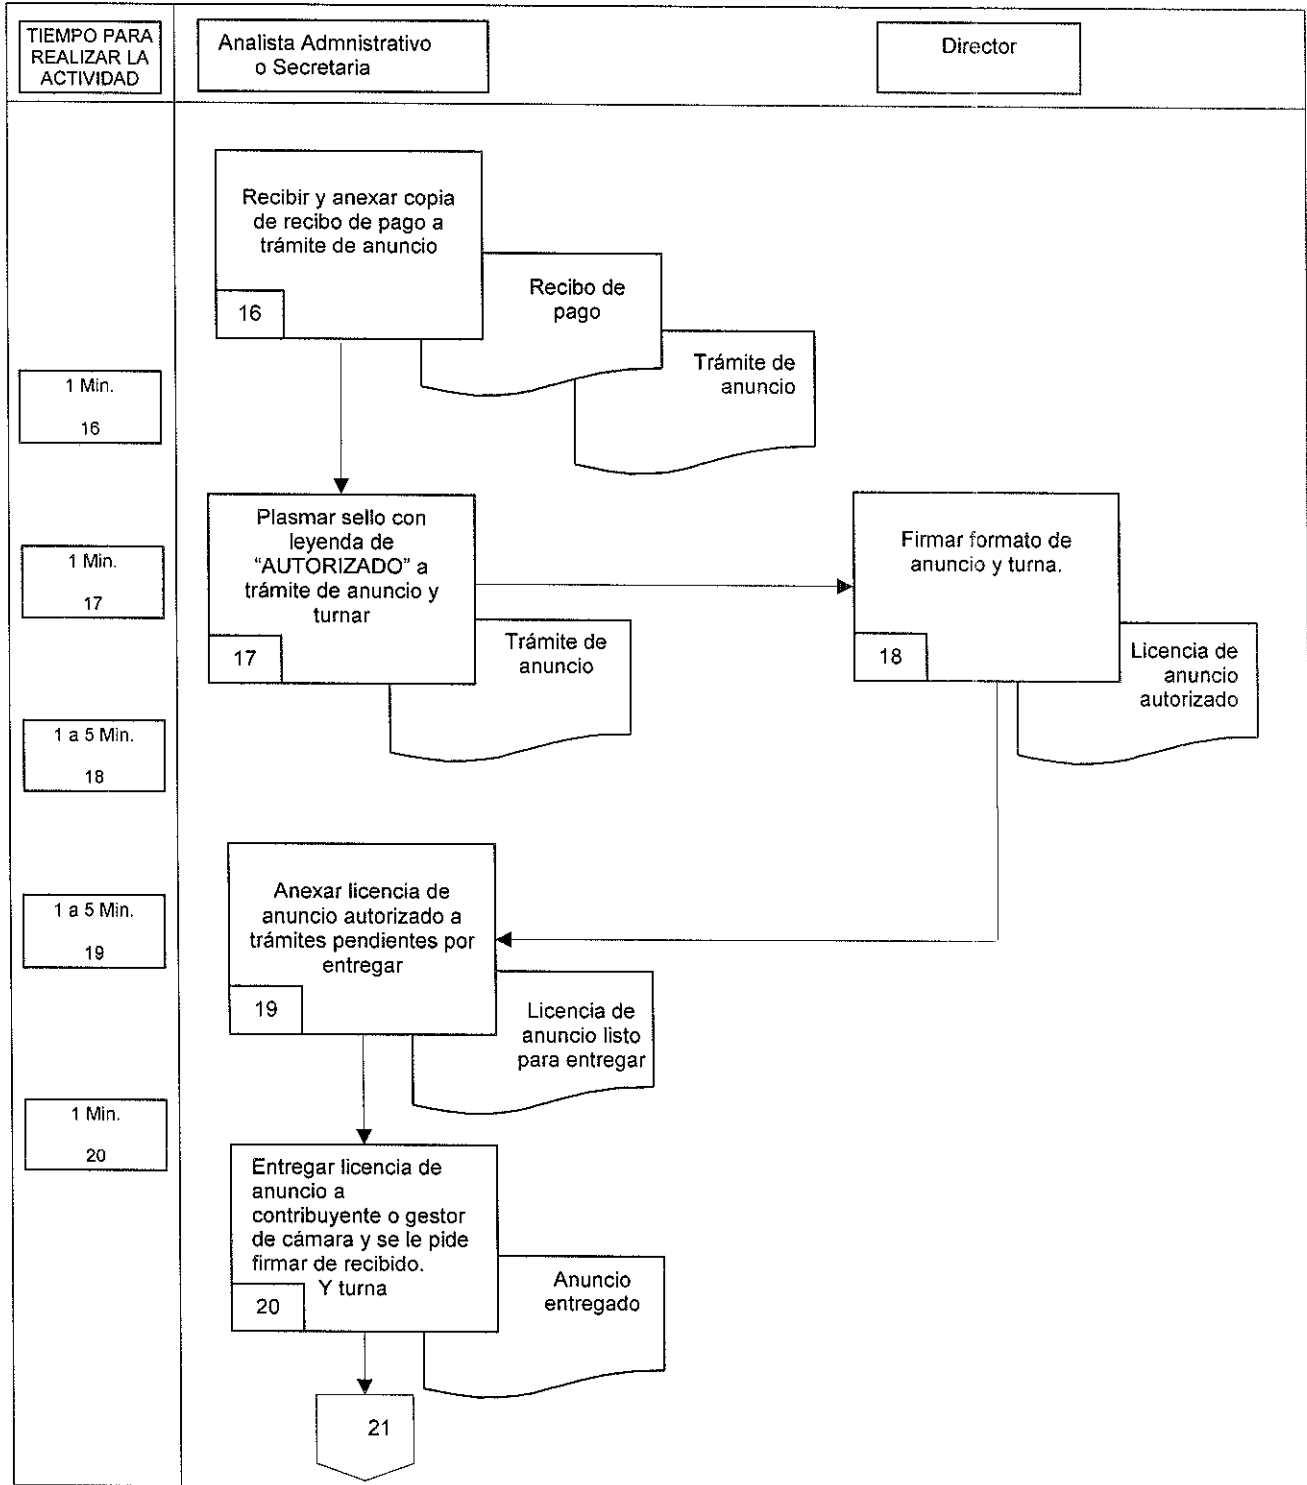 TIEMPO PARA
REALIZAR LA
ACTIVIDAD
Analista Admnistrativo
o Secretaria
Director
Recibir y anexar copia
de recibo de pago a
trámite de anuncio
16
Recibo de
pago
Trámite de
anuncio
1 Min.
16
Plasmar sello con
leyenda de
“AUTORIZADO” a
trámite de anuncio y
turnar
17
Trámite de
anuncio
Firmar formato de
anuncio y turna.
18
Licencia de
anuncio
autorizado
1 Min.
17
1 a 5 Min.
18
Anexar licencia de
anuncio autorizado a
trámites pendientes por
entregar
19
Licencia de
anuncio listo
para entregar
1 a 5 Min.
19
1 Min.
20
Entregar licencia de
anuncio a
contribuyente o gestor
de cámara y se le pide
firmar de recibido.
Y turna
20
Anuncio
entregado
21